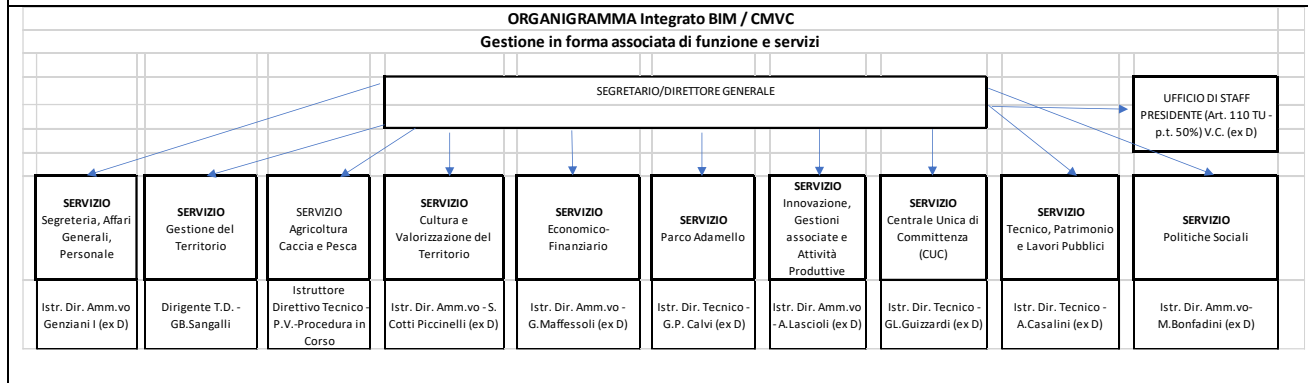 ORGANIGRAMMA Integrato BIM / CMVC
Gestione in forma associata di funzione e servizi
SEGRETARIO/DIRETTORE GENERALE
UFFICIO DI STAFF
PRESIDENTE (Art. 110 TU -
p.t. 50%) V.C. (ex D)
SERVIZIO
Segreteria, Affari
Generali,
Personale
SERVIZIO
Gestione del
Territorio
SERVIZIO
Agricoltura
Caccia e Pesca
SERVIZIO
Cultura e
Valorizzazione del
Territorio
SERVIZIO
Economico-
Finanziario
SERVIZIO
Parco Adamello
SERVIZIO
Innovazione,
Gestioni
associate e
Attività
Produttive
SERVIZIO
Centrale Unica di
Committenza
(CUC)
SERVIZIO
Tecnico, Patrimonio
e Lavori Pubblici
SERVIZIO
Politiche Sociali
Istr. Dir. Amm.vo
Genziani I (ex D)
Dirigente T.D. -
GB.Sangalli
Istruttore
Direttivo Tecnico -
P.V.-Procedura in
Corso
Istr. Dir. Amm.vo - S.
Cotti Piccinelli (ex D)
Istr. Dir. Amm.vo -
G.Maffessoli (ex D)
Istr. Dir. Tecnico -
G.P. Calvi (ex D)
Istr. Dir. Amm.vo
- A.Lascioli (ex D)
Istr. Dir. Tecnico -
GL.Guizzardi (ex D)
Istr. Dir. Tecnico -
A.Casalini (ex D)
Istr. Dir. Amm.vo-
M.Bonfadini (ex D)